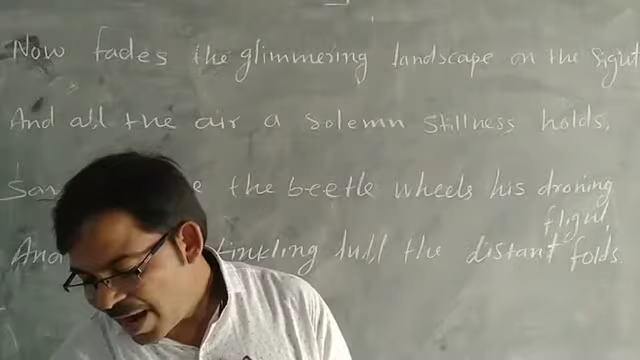 Now fades the glimmering landscape on the sight
And all the air a solemn stillness holds,
Sav e the beetle wheels his droning
flight,
And tinkling lull the distant folds.